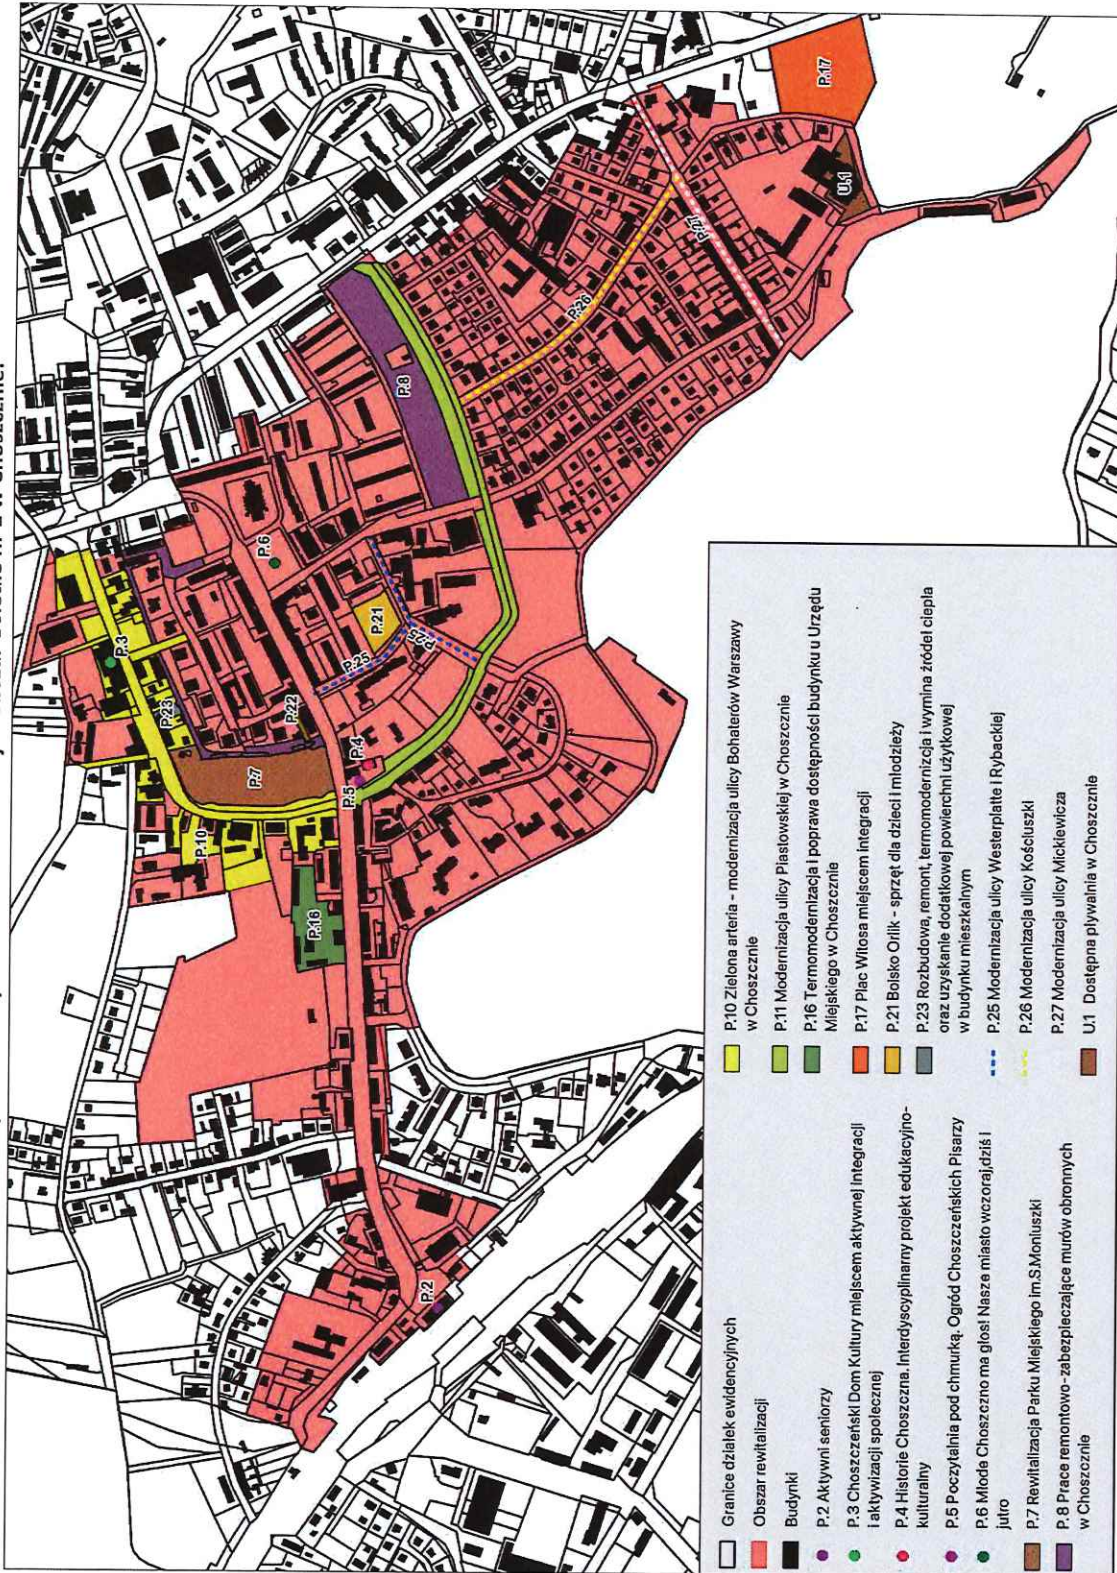 P.17
U.1
P.27
P.26
P.8
P.6
P.21
P.25
P.25
P.3
P.23
P.22
P.7
P.4
P.5
P.10
P.16
P.2
Granice działek ewidencyjnych
Obszar rewitalizacji
Budynki
P.2 Aktywni seniorzy
P.3 Choszczeński Dom Kultury miejscem aktywnej integracji
i aktywizacji społecznej
P.4 Historie Choszczna. Interdyscyplinarny projekt edukacyjno-
kulturalny
P.5 Poczytalnia pod chmurką. Ogród Choszczeńskich Pisarzy
P.6 Młode Choszczno ma głos! Nasze miasto wczoraj,dziś i
jutro
P.7 Rewitalizacja Parku Miejskiego im.S.Moniuszki
P.8 Prace remontowo-zabezpieczające murów obronnych
w Choszcznie
P.10 Zielona arteria - modernizacja ulicy Bohaterów Warszawy
w Choszcznie
P.11 Modernizacja ulicy Piastowskiej w Choszcznie
P.16 Termomodernizacja i poprawa dostępności budynku u Urzędu
Miejskiego w Choszcznie
P.17 Plac Witosa miejscem integracji
P.21 Boisko Orlik - sprzęt dla dzieci i młodzieży
P.23 Rozbudowa, remont, termomodernizacja i wymina źródeł ciepła
oraz uzyskanie dodatkowej powierzchni użytkowej
w budynku mieszkalnym
P.25 Modernizacja ulicy Westerplatte i Rybackiej
P.26 Modernizacja ulicy Kościuszki
P.27 Modernizacja ulicy Mickiewicza
U.1 Dostępna pływalnia w Choszcznie